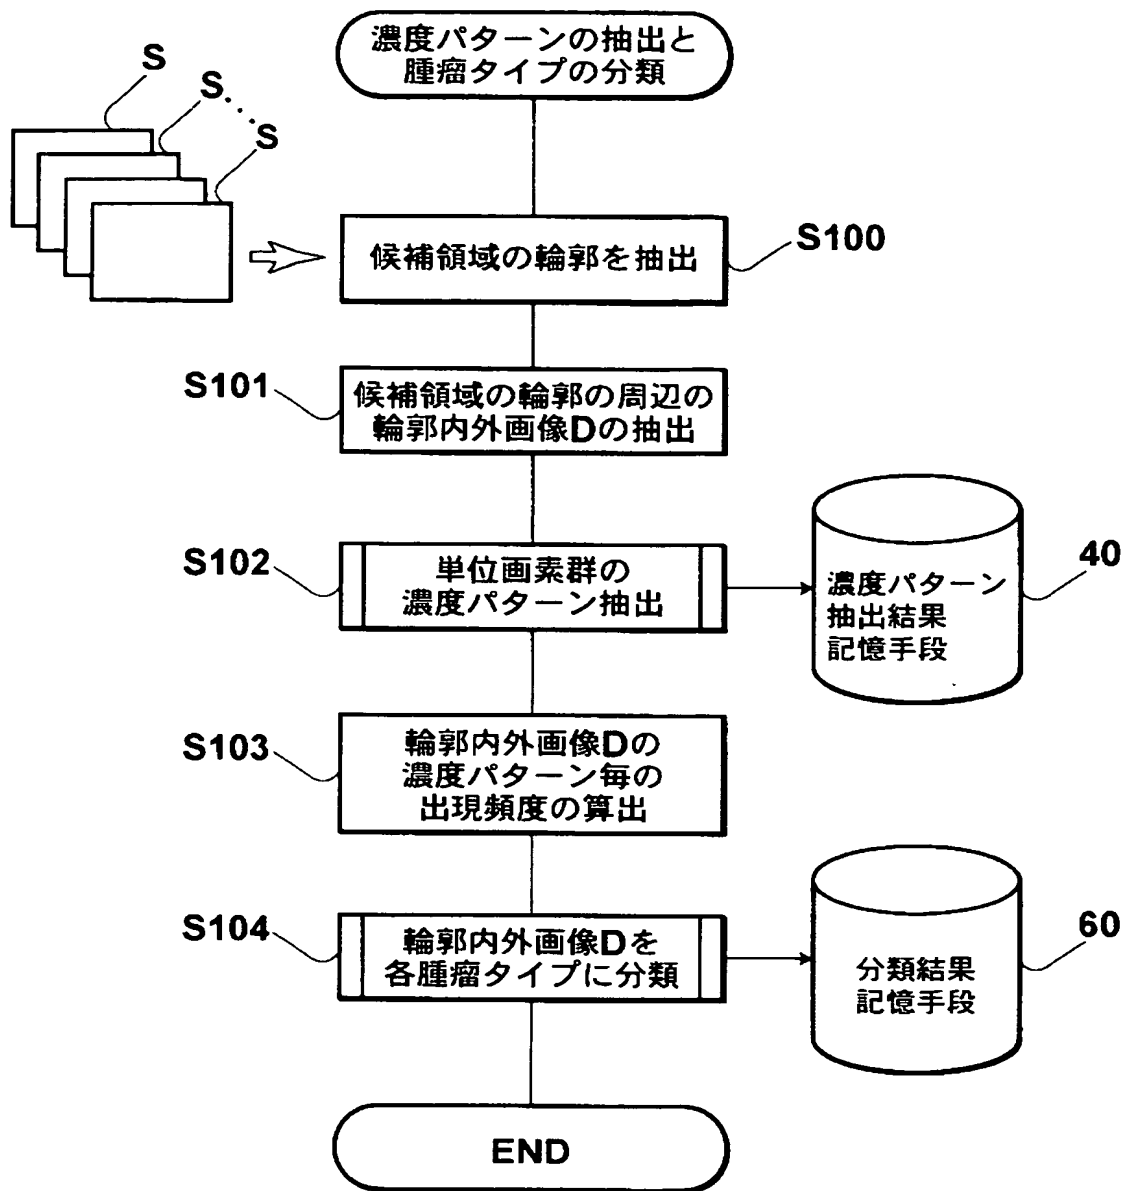 濃度パターンの抽出と
腫瘤タイプの分類
S
S
S
候補領域の輪郭を抽出
S100
S101
候補領域の輪郭の周辺の
輪郭内外画像Dの抽出
S102
単位画素群の
濃度パターン抽出
濃度パターン
抽出結果
記憶手段
40
S103
輪郭内外画像Dの
濃度パターン毎の
出現頻度の算出
S104
輪郭内外画像Dを
各腫瘤タイプに分類
分類結果
記憶手段
60
END